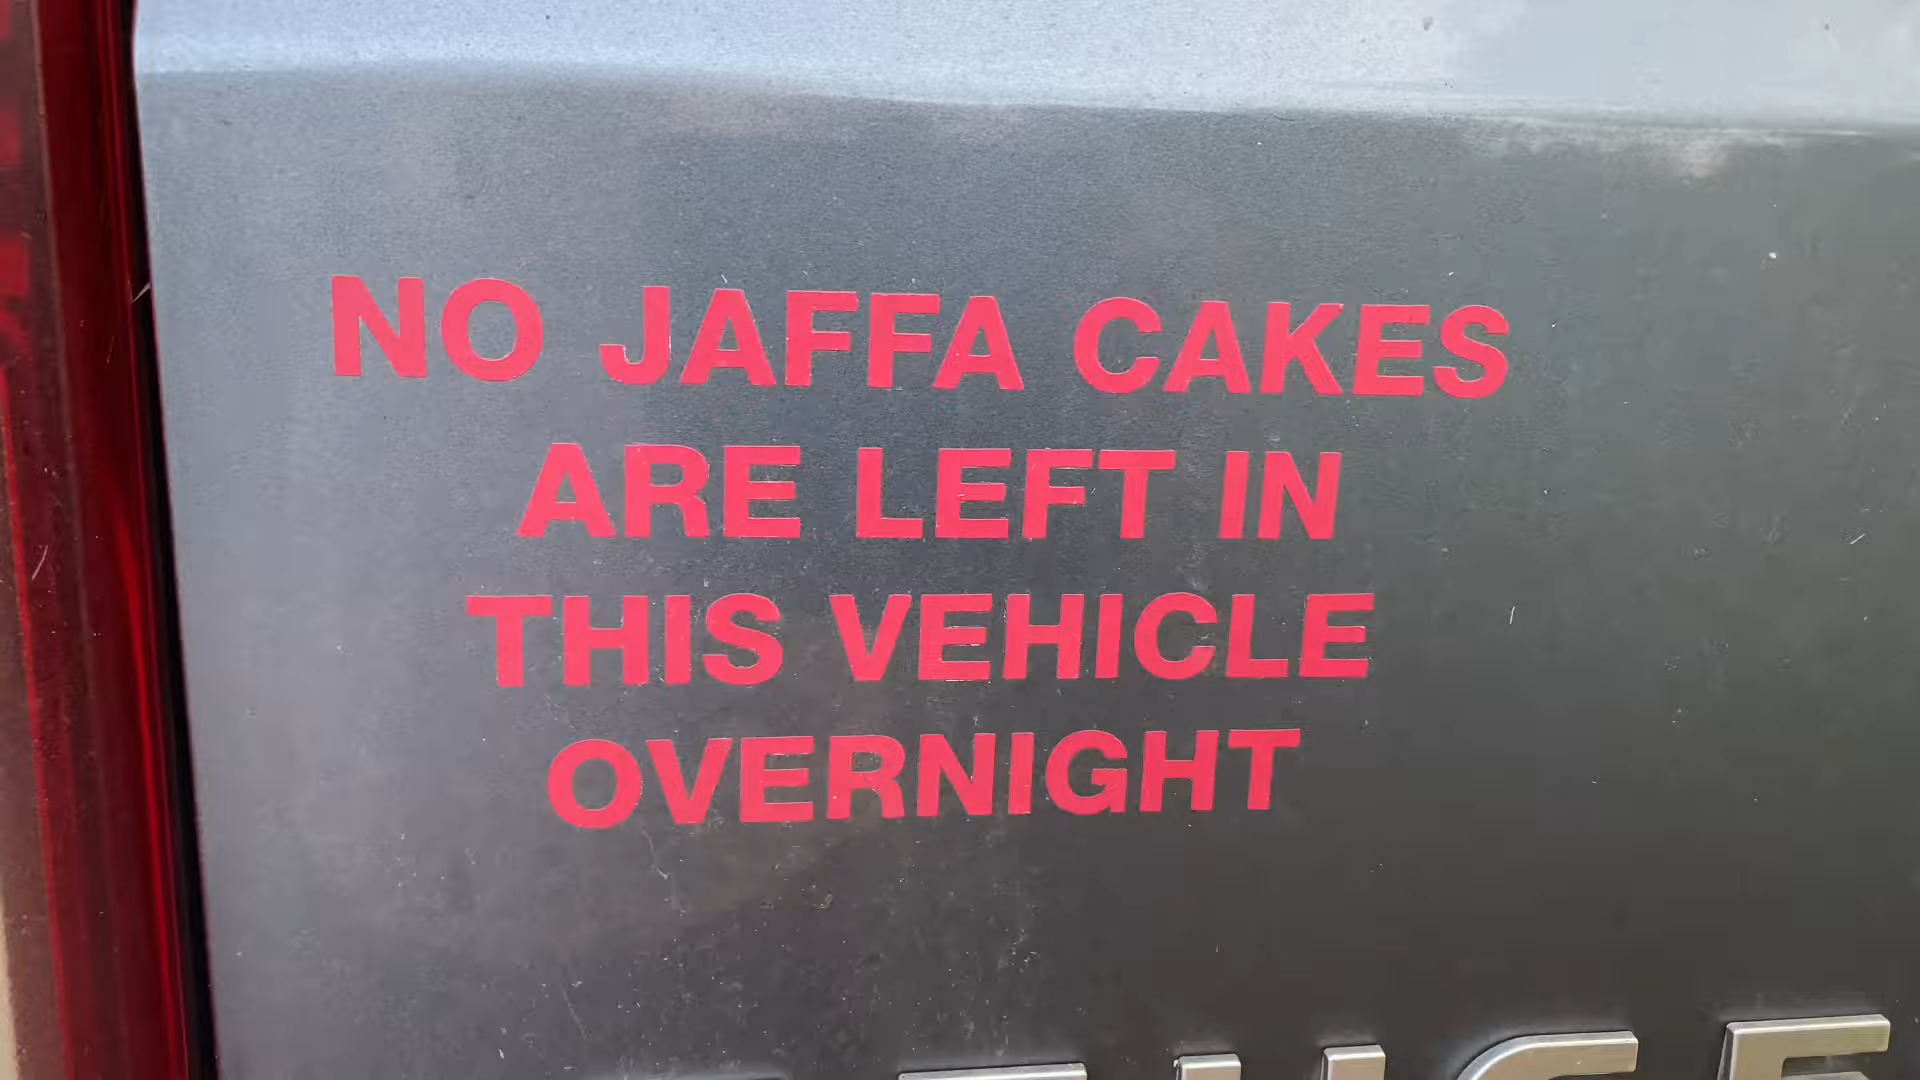 NO JAFFA CAKES
ARE LEFT IN
THIS VEHICLE
OVERNIGHT